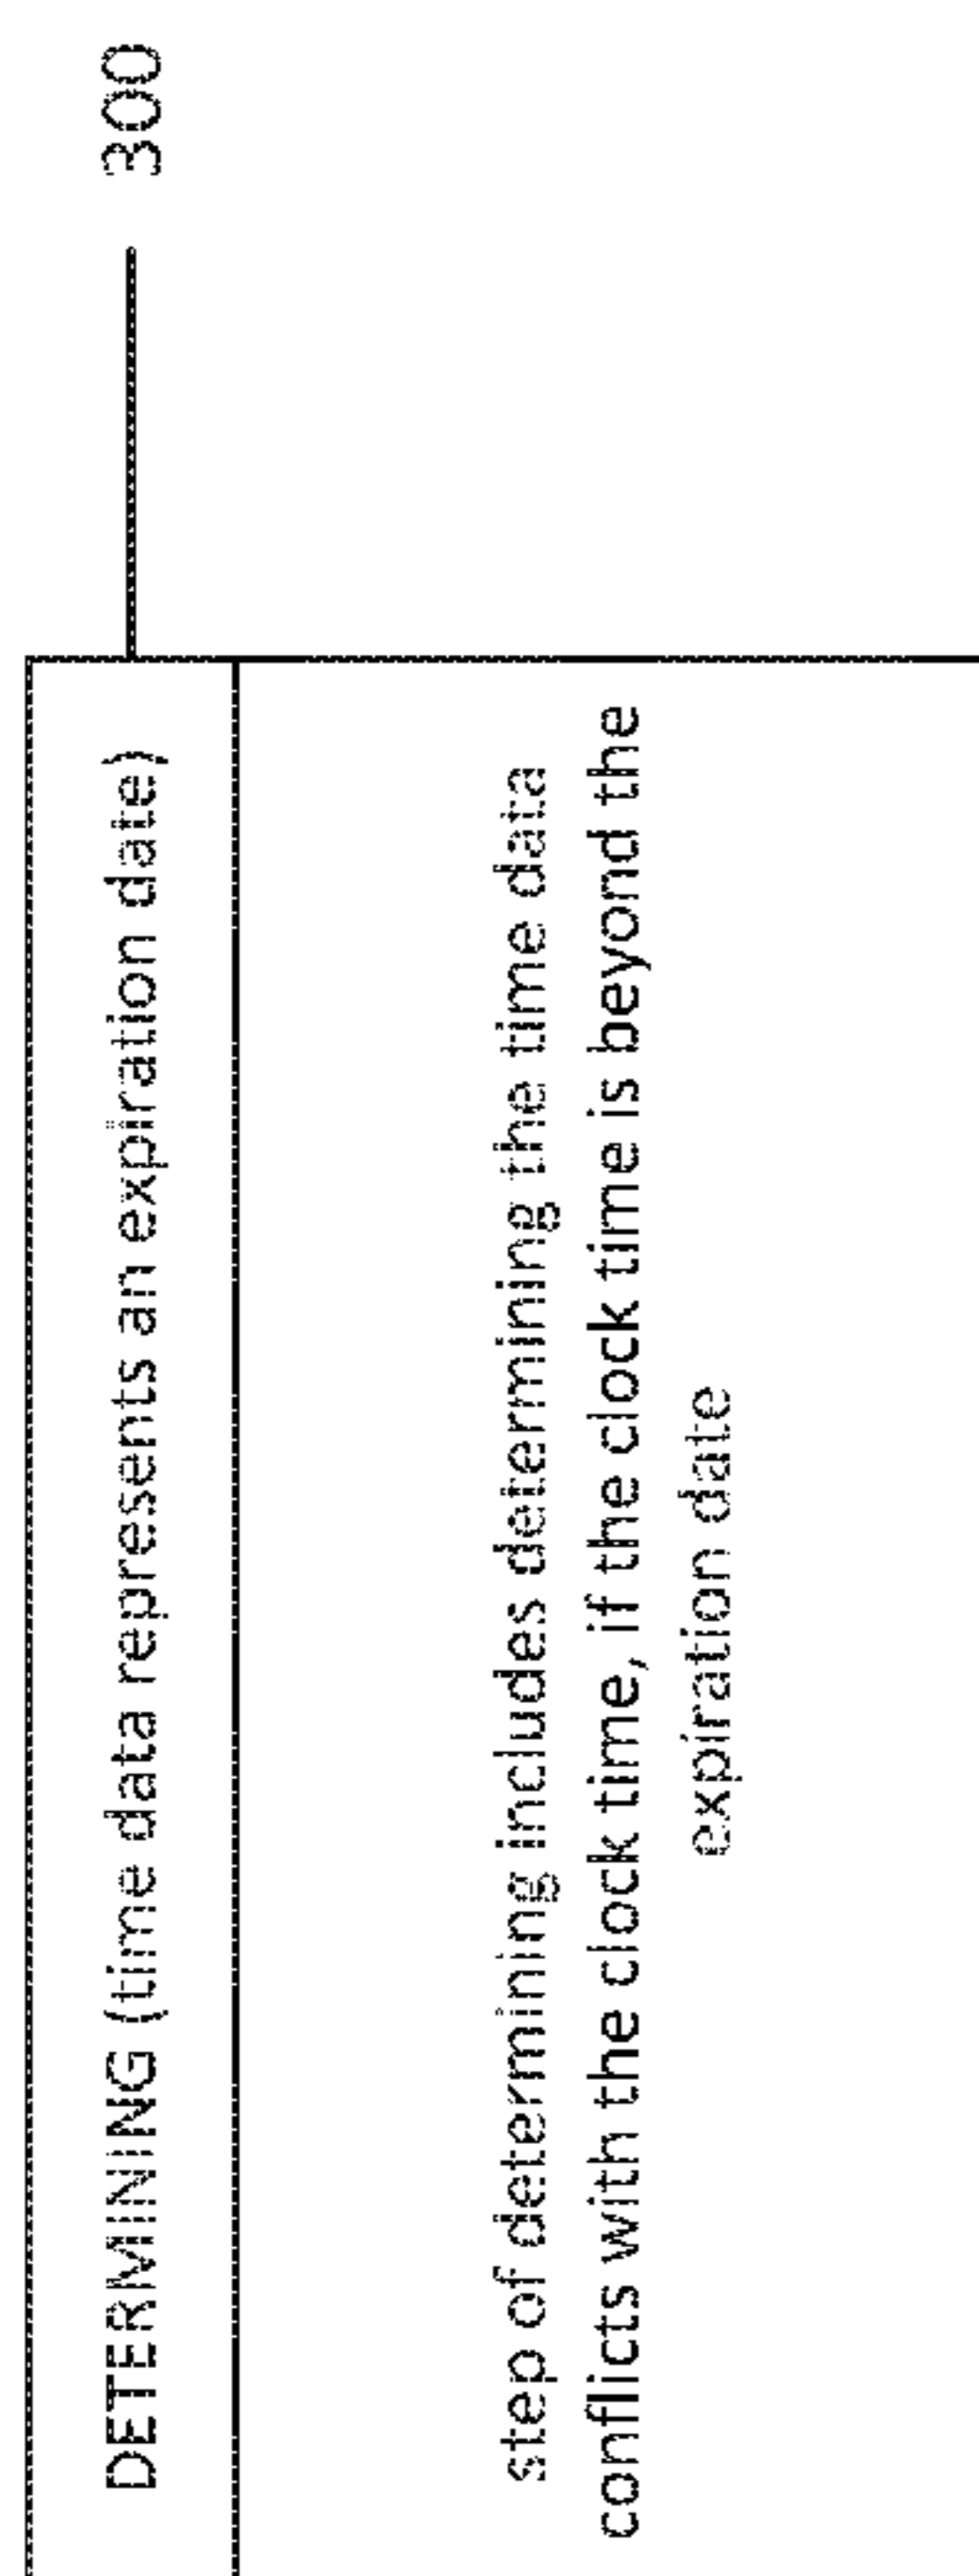 DETERMINING (time data represents an expiration date)
300
step of determining includes determining the time data
conflicts with the clock time, if the clock time is beyond the
expiration date